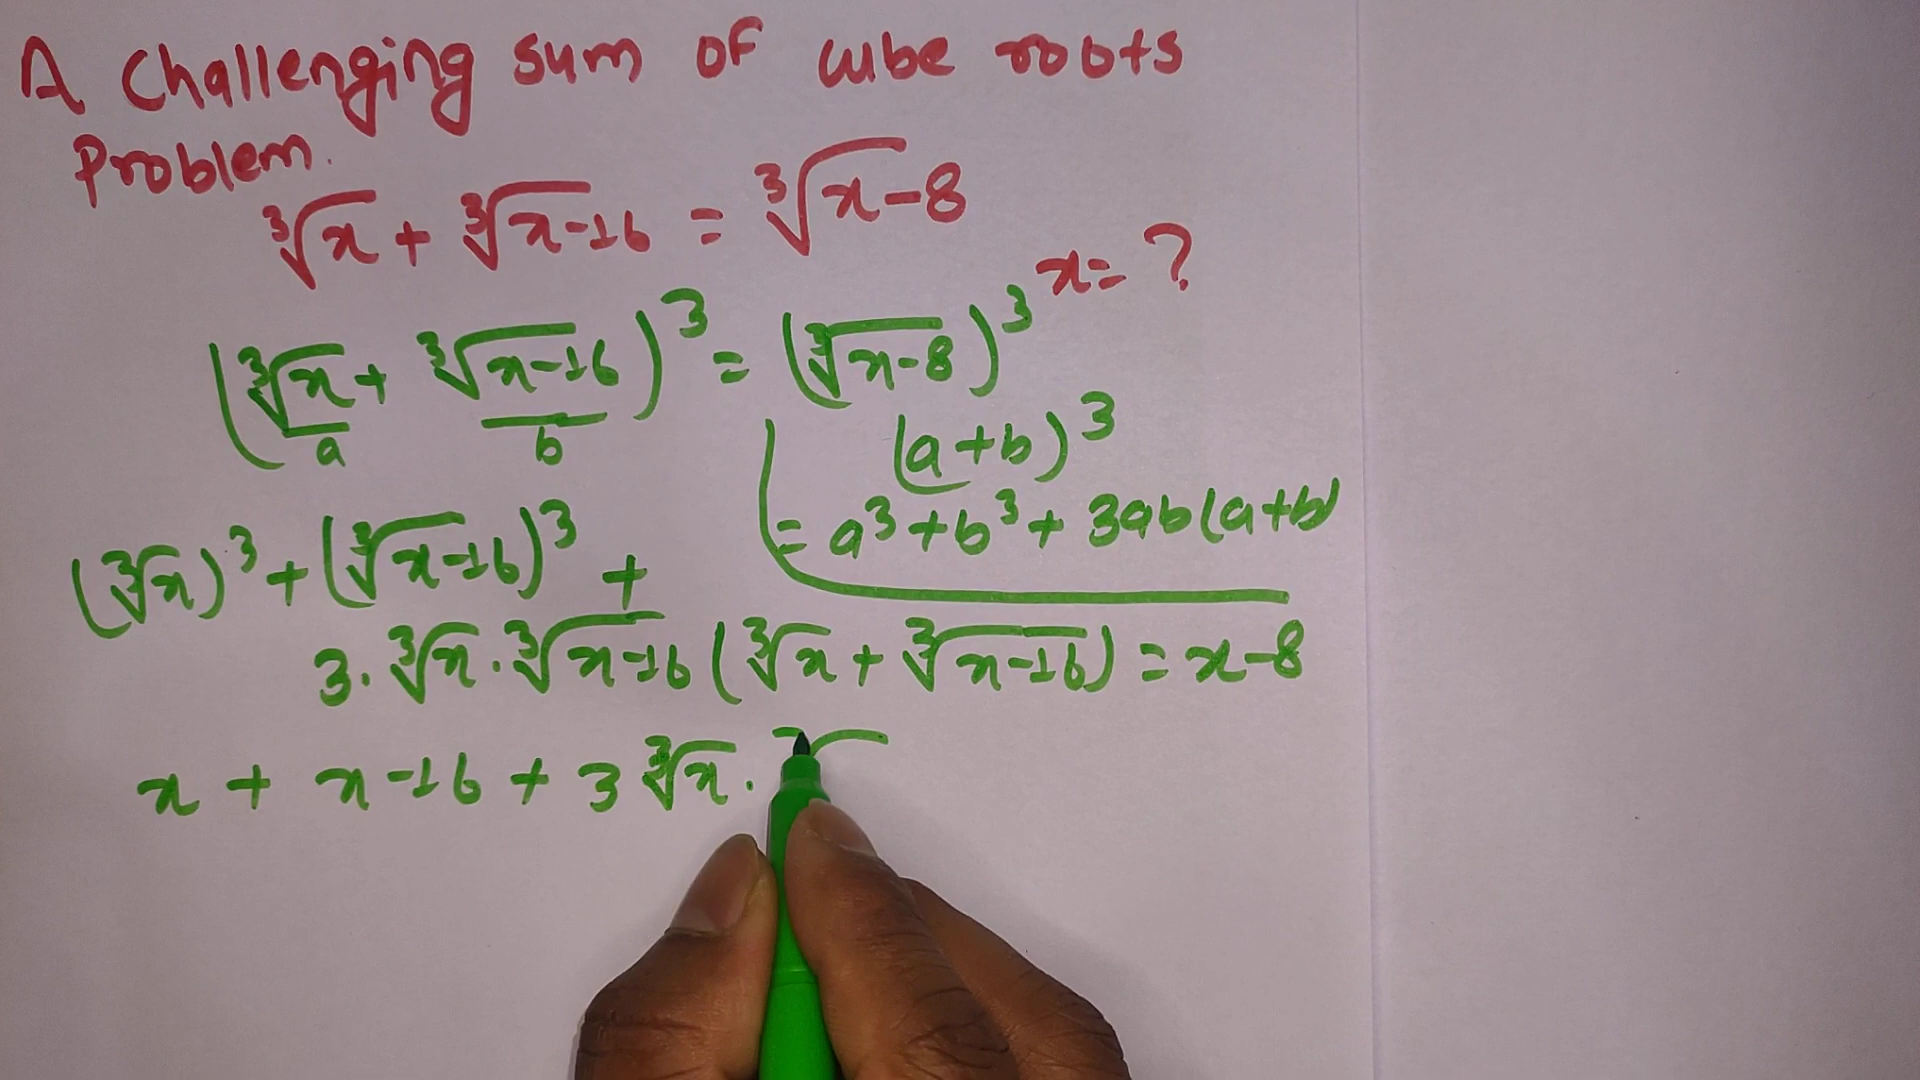 A Challenging sum of cube roots
Problem.
∛x + ∛x-16 = ∛x-8
x = ?
(∛x + ∛x-16)³ = (∛x-8)³
a b
(a+b)³
= a³+b³+ 3ab(a+b)
(∛x)³ + (∛x-16)³ +
3. ∛x . ∛x-16 (∛x + ∛x-16) = x-8
x + x-16 + 3 ∛x .